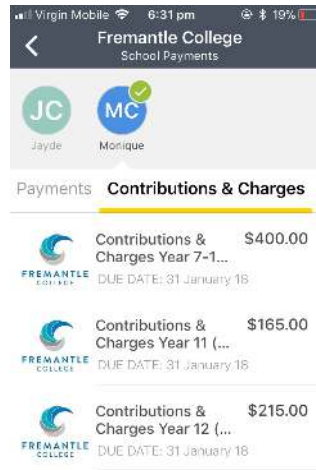 Virgin Mobile 6:31 pm 19%
Fremantle College
School Payments
JC MC
Jayde Monique
Payments Contributions & Charges
Contributions & $400.00
Charges Year 7-1...
FREMANTLE
COLLEGE DUE DATE: 31 January 18
Contributions & $165.00
Charges Year 11 (...
FREMANTLE
COLLEGE DUE DATE: 31 January 18
Contributions & $215.00
Charges Year 12 (...
FREMANTLE
COLLEGE DUE DATE: 31 January 18